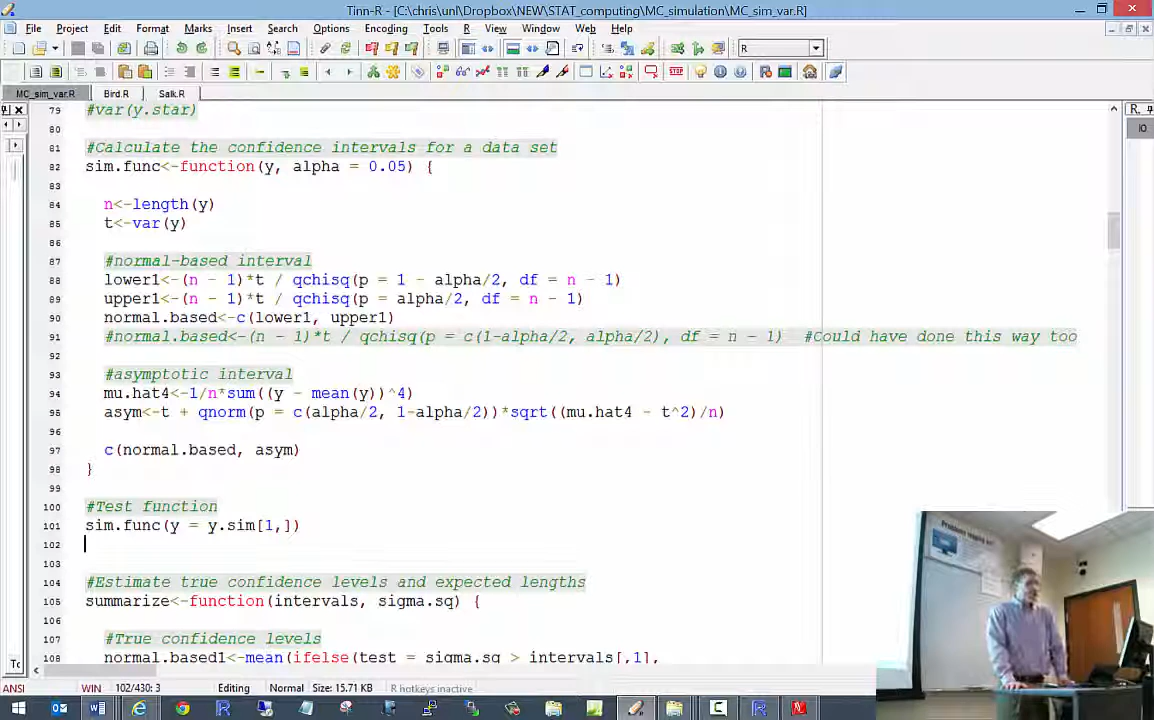 Tinn-R - [C:\chris\unl\Dropbox\NEW\STAT_computing\MC_simulation\MC_sim_var.R]
File Project Edit Format Marks Insert Search Options Encoding Tools R View Window Web Help
R
MC_sim_var.R Bird.R Salk.R
79 #var(y.star)
80
81 #Calculate the confidence intervals for a data set
82 sim.func<-function(y, alpha = 0.05) {
83
84 n<-length(y)
85 t<-var(y)
86
87 #normal-based interval
88 lower1<-(n - 1)*t / qchisq(p = 1 - alpha/2, df = n - 1)
89 upper1<-(n - 1)*t / qchisq(p = alpha/2, df = n - 1)
90 normal.based<-c(lower1, upper1)
91 #normal.based<-(n - 1)*t / qchisq(p = c(1-alpha/2, alpha/2), df = n - 1) #Could have done this way too
92
93 #asymptotic interval
94 mu.hat4<-1/n*sum((y - mean(y))^4)
95 asym<-t + qnorm(p = c(alpha/2, 1-alpha/2))*sqrt((mu.hat4 - t^2)/n)
96
97 c(normal.based, asym)
98 }
99
100 #Test function
101 sim.func(y = y.sim[1,])
102
103
104 #Estimate true confidence levels and expected lengths
105 summarize<-function(intervals, sigma.sq) {
106
107 #True confidence levels
108 normal.based1<-mean(ifelse(test = sigma.sq > intervals[,1],
ANSI WIN 102/430: 3 Editing Normal Size: 15.71 KB R hotkeys inactive